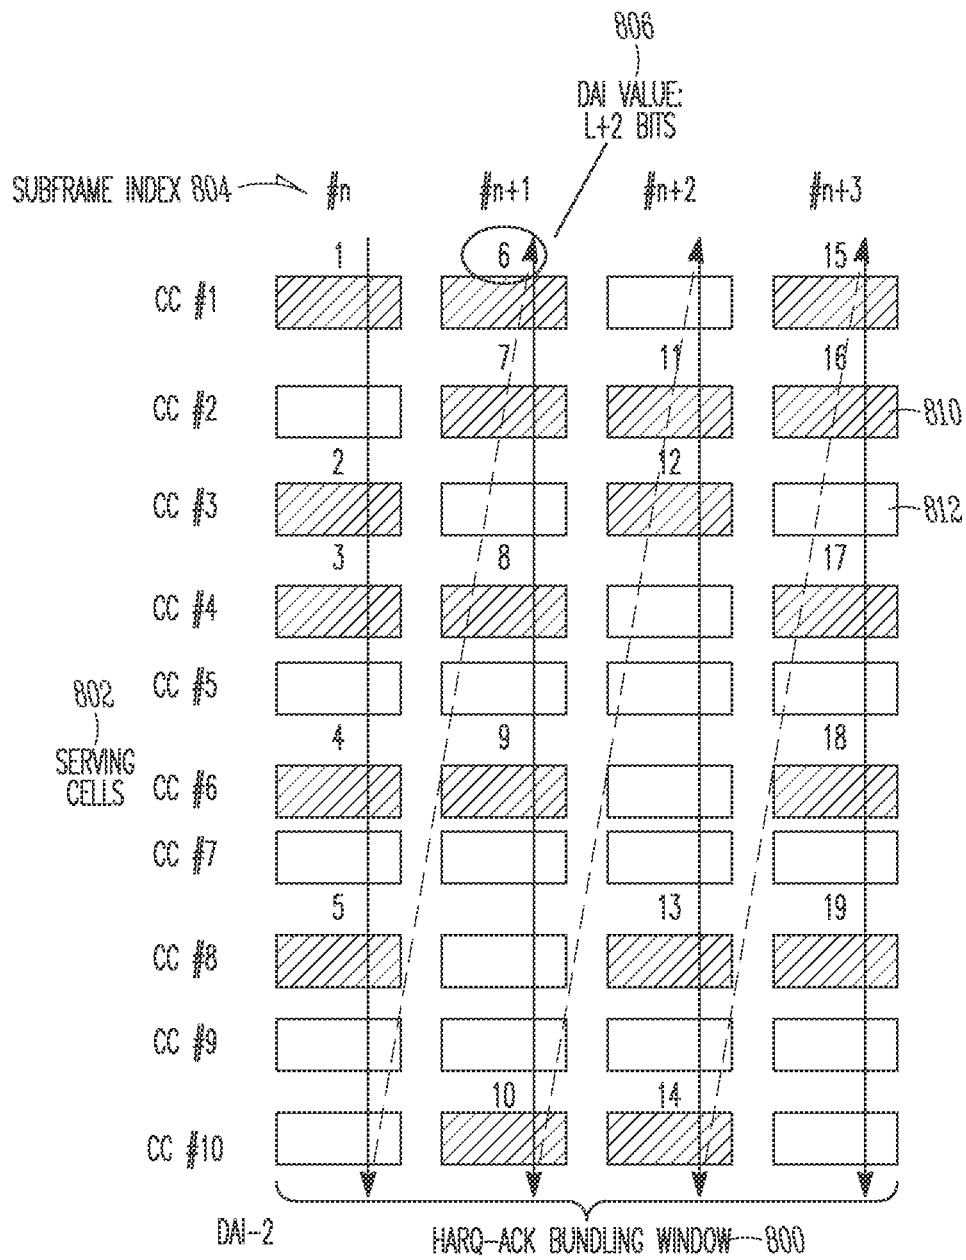 806
DAI VALUE:
L+2 BITS
SUBFRAME INDEX 804 #n #n+1 #n+2 #n+3
1 6 15
CC #1
7 11 16
CC #2 810
2 12
CC #3 812
3 8 17
CC #4
CC #5
802
SERVING
CELLS
4 9 18
CC #6
CC #7
5 13 19
CC #8
CC #9
10 14
CC #10
DAI-2
HARQ-ACK BUNDLING WINDOW 800